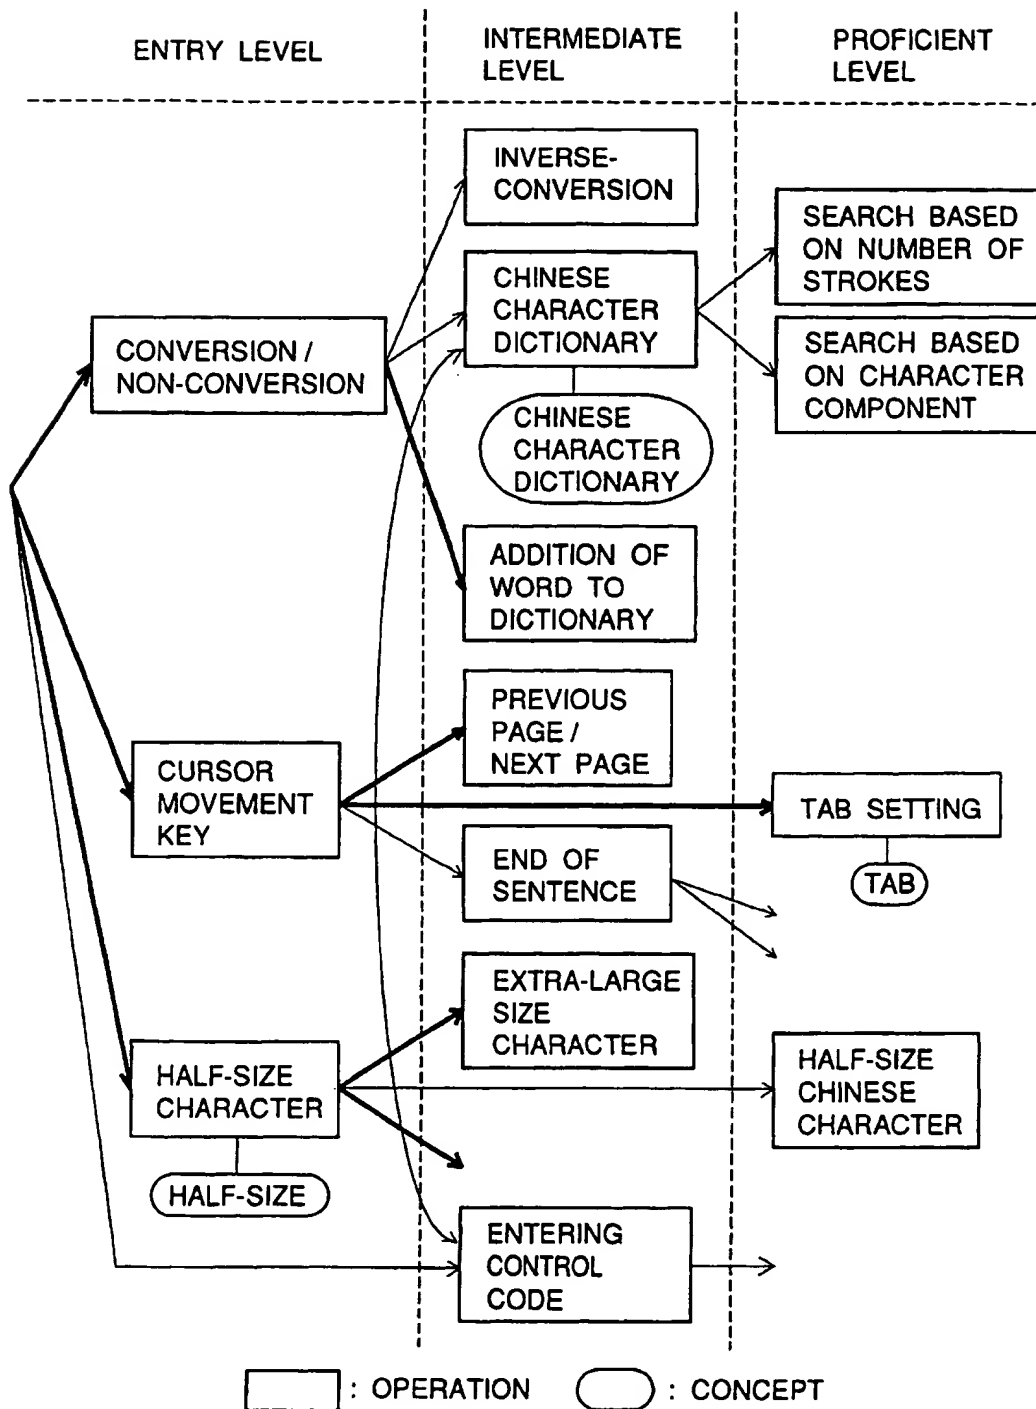 ENTRY LEVEL
INTERMEDIATE
LEVEL
PROFICIENT
LEVEL
INVERSE-
CONVERSION
SEARCH BASED
ON NUMBER OF
STROKES
CHINESE
CHARACTER
DICTIONARY
CONVERSION /
NON-CONVERSION
SEARCH BASED
ON CHARACTER
COMPONENT
CHINESE
CHARACTER
DICTIONARY
ADDITION OF
WORD TO
DICTIONARY
PREVIOUS
PAGE /
NEXT PAGE
CURSOR
MOVEMENT
KEY
TAB SETTING
END OF
SENTENCE
TAB
EXTRA-LARGE
SIZE
CHARACTER
HALF-SIZE
CHARACTER
HALF-SIZE
CHINESE
CHARACTER
HALF-SIZE
ENTERING
CONTROL
CODE
: OPERATION
: CONCEPT